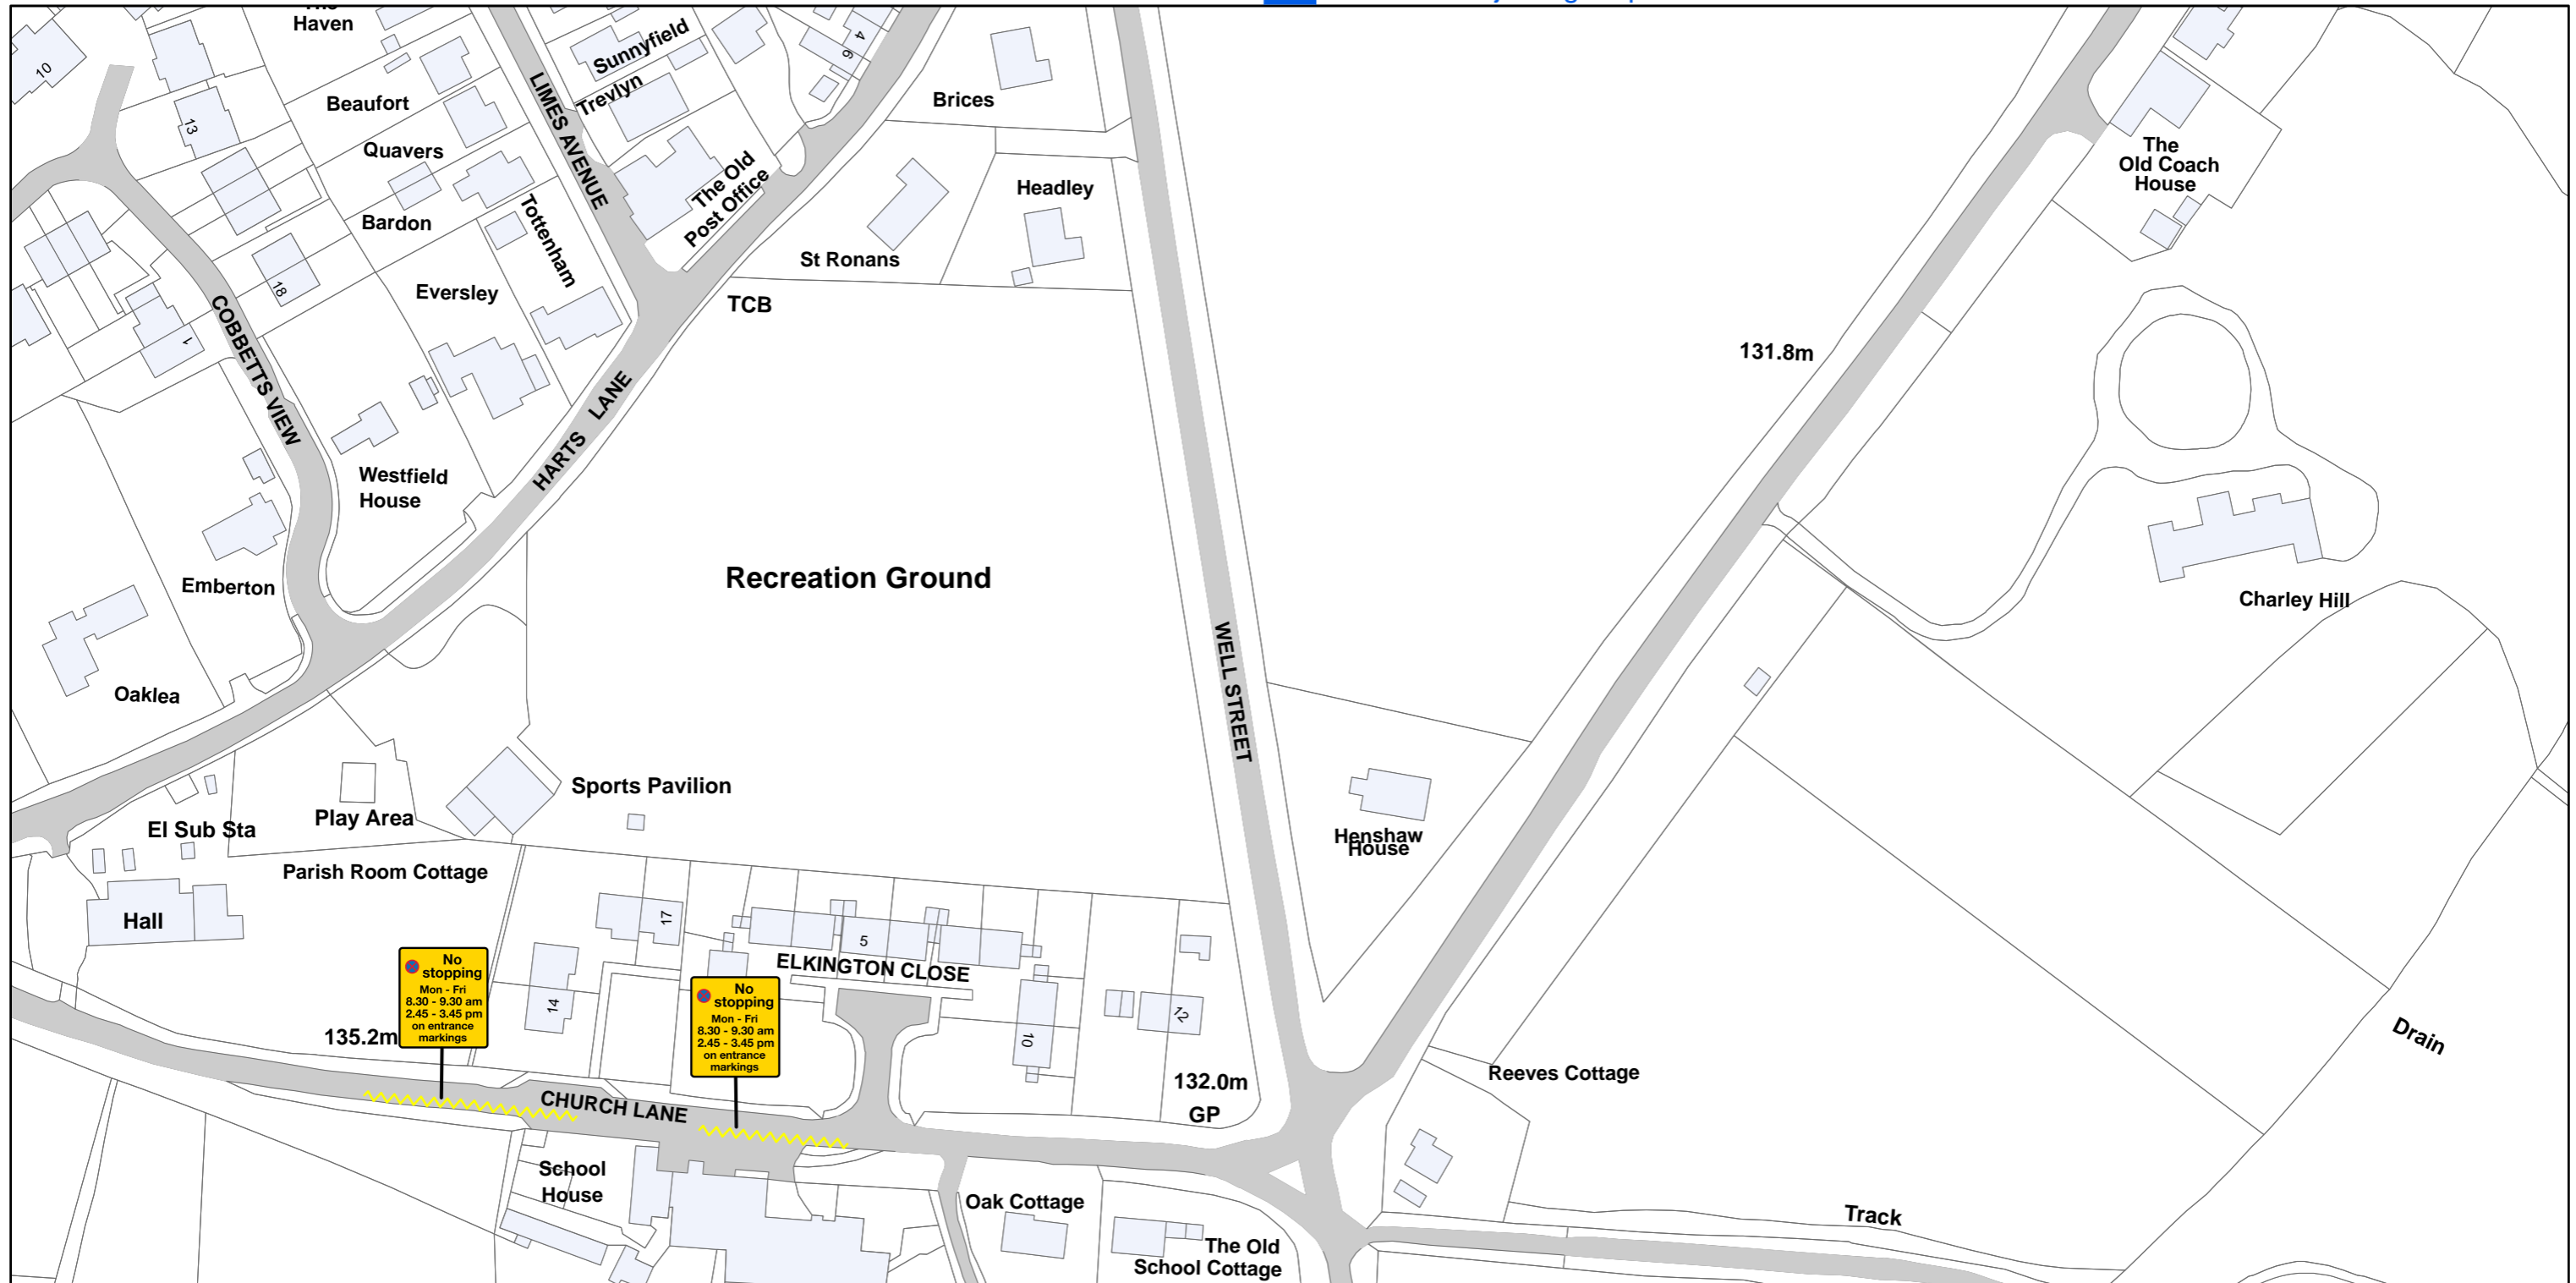 The
Haven
10
13
Beaufort
Quavers
Bardon
18
1
Eversley
Tottenham
LIMES AVENUE
Sunnyfield
Trevlyn
4
6
The Old
Post Office
Brices
Headley
St Ronans
TCB
COBBETTS VIEW
HARTS LANE
Westfield
House
Emberton
Oaklea
Recreation Ground
WELL STREET
131.8m
The
Old Coach
House
Charley Hill
Sports Pavilion
Play Area
El Sub Sta
Parish Room Cottage
Hall
Henshaw
House
17
14
5
ELKINGTON CLOSE
10
12
No
stopping
Mon - Fri
8.30 - 9.30 am
2.45 - 3.45 pm
on entrance
markings
No
stopping
Mon - Fri
8.30 - 9.30 am
2.45 - 3.45 pm
on entrance
markings
135.2m
CHURCH LANE
132.0m
GP
Reeves Cottage
Drain
School
House
Oak Cottage
The Old
School Cottage
Track